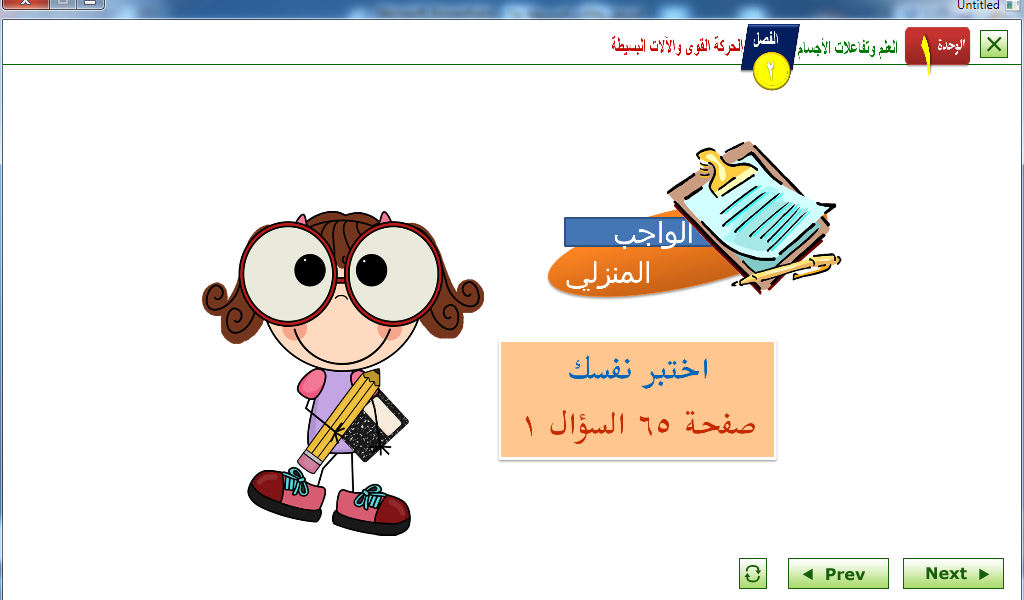 Untitled
الوحدة ١ العلم وتفاعلات الأجسام الفصل ٢ الحركة القوى والآلات البسيطة
الواجب
المنزلي
اختبر نفسك
صفحة ٦٥ السؤال ١
Prev
Next